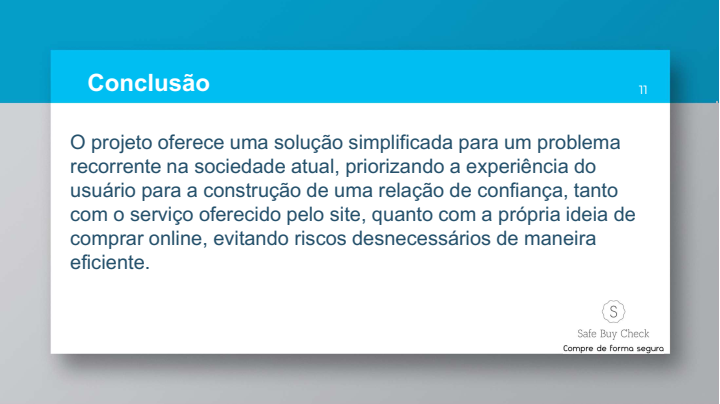 Conclusão
11
O projeto oferece uma solução simplificada para um problema
recorrente na sociedade atual, priorizando a experiência do
usuário para a construção de uma relação de confiança, tanto
com o serviço oferecido pelo site, quanto com a própria ideia de
comprar online, evitando riscos desnecessários de maneira
eficiente.
S
Safe Buy Check
Compre de forma segura